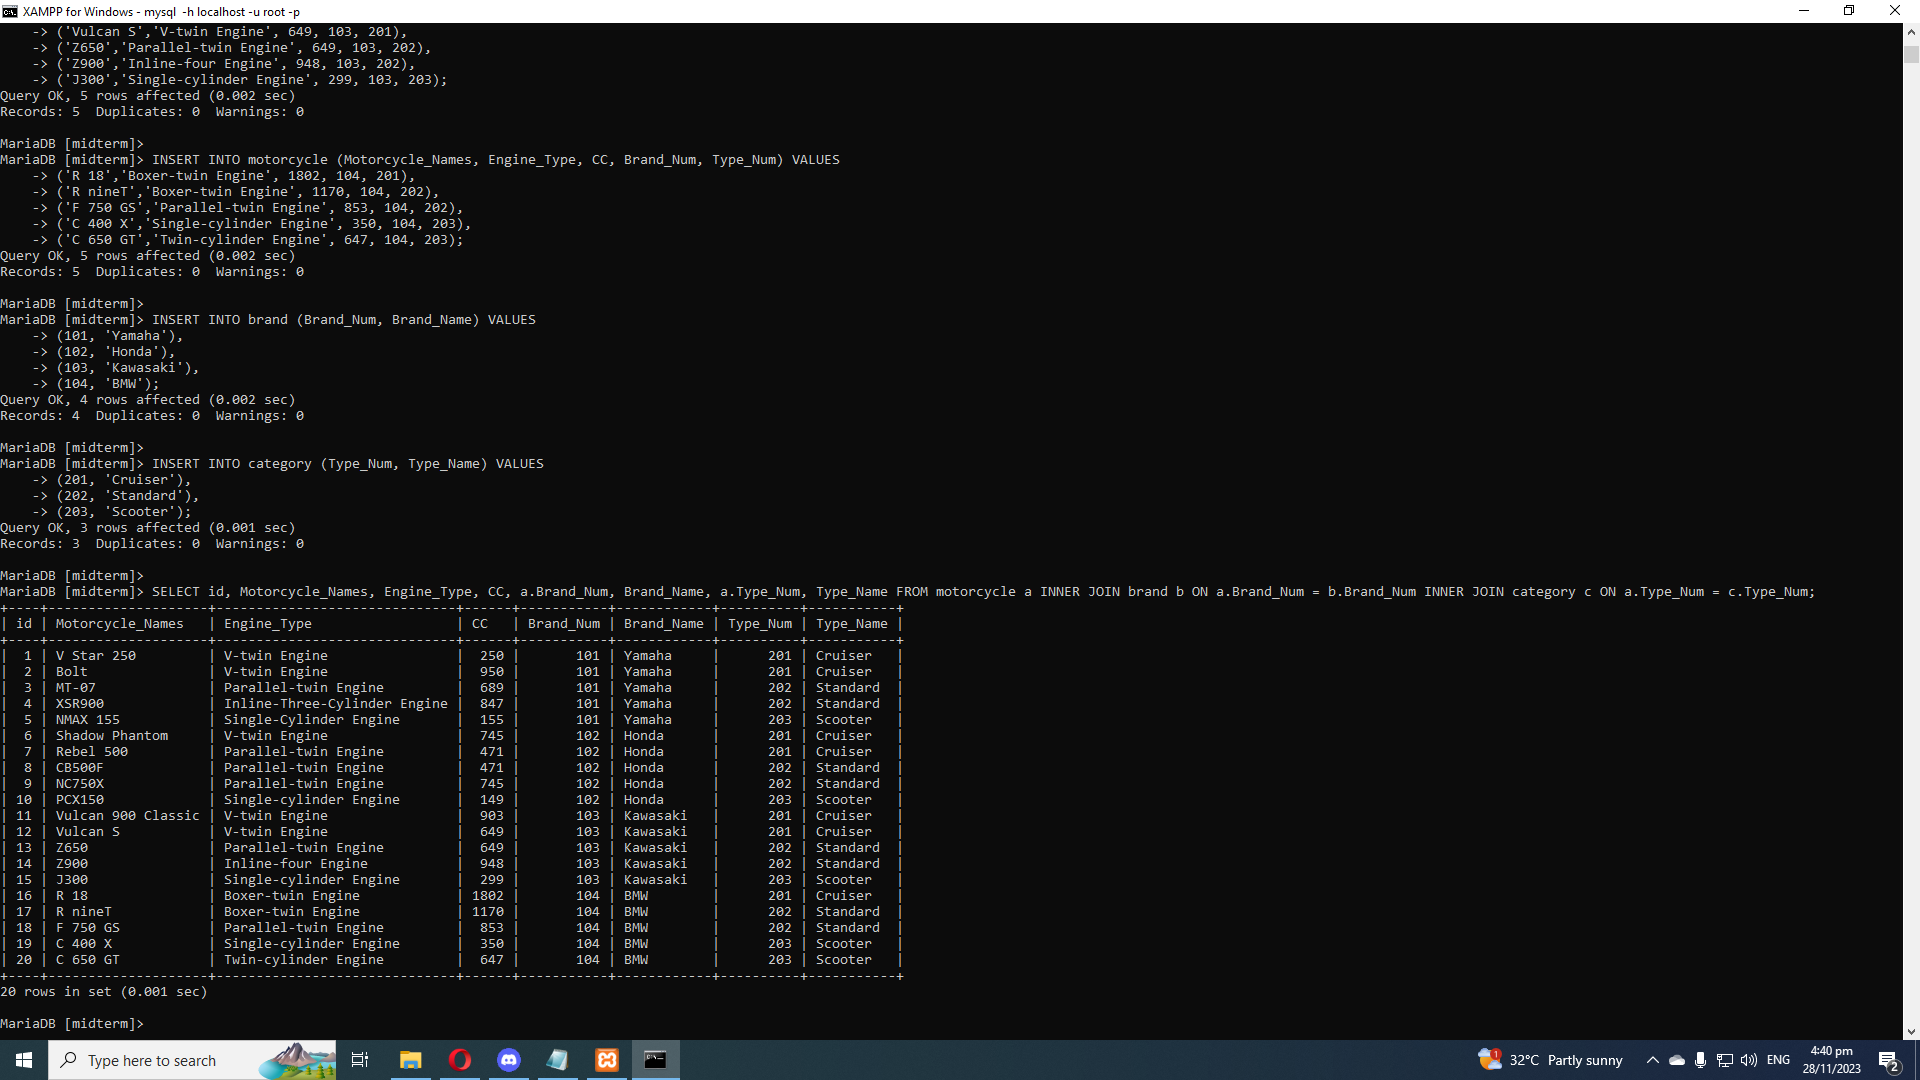 XAMPP for Windows - mysql  -h localhost -u root -p
    -> ('Vulcan S','V-twin Engine', 649, 103, 201),
    -> ('Z650','Parallel-twin Engine', 649, 103, 202),
    -> ('Z900','Inline-four Engine', 948, 103, 202),
    -> ('J300','Single-cylinder Engine', 299, 103, 203);
Query OK, 5 rows affected (0.002 sec)
Records: 5  Duplicates: 0  Warnings: 0

MariaDB [midterm]>
MariaDB [midterm]> INSERT INTO motorcycle (Motorcycle_Names, Engine_Type, CC, Brand_Num, Type_Num) VALUES
    -> ('R 18','Boxer-twin Engine', 1802, 104, 201),
    -> ('R nineT','Boxer-twin Engine', 1170, 104, 202),
    -> ('F 750 GS','Parallel-twin Engine', 853, 104, 202),
    -> ('C 400 X','Single-cylinder Engine', 350, 104, 203),
    -> ('C 650 GT','Twin-cylinder Engine', 647, 104, 203);
Query OK, 5 rows affected (0.002 sec)
Records: 5  Duplicates: 0  Warnings: 0

MariaDB [midterm]>
MariaDB [midterm]> INSERT INTO brand (Brand_Num, Brand_Name) VALUES
    -> (101, 'Yamaha'),
    -> (102, 'Honda'),
    -> (103, 'Kawasaki'),
    -> (104, 'BMW');
Query OK, 4 rows affected (0.002 sec)
Records: 4  Duplicates: 0  Warnings: 0

MariaDB [midterm]>
MariaDB [midterm]> INSERT INTO category (Type_Num, Type_Name) VALUES
    -> (201, 'Cruiser'),
    -> (202, 'Standard'),
    -> (203, 'Scooter');
Query OK, 3 rows affected (0.001 sec)
Records: 3  Duplicates: 0  Warnings: 0

MariaDB [midterm]>
MariaDB [midterm]> SELECT id, Motorcycle_Names, Engine_Type, CC, a.Brand_Num, Brand_Name, a.Type_Num, Type_Name FROM motorcycle a INNER JOIN brand b ON a.Brand_Num = b.Brand_Num INNER JOIN category c ON a.Type_Num = c.Type_Num;
+----+--------------------+------------------------------+------+-----------+------------+----------+-----------+
| id | Motorcycle_Names   | Engine_Type                  | CC   | Brand_Num | Brand_Name | Type_Num | Type_Name |
+----+--------------------+------------------------------+------+-----------+------------+----------+-----------+
|  1 | V Star 250         | V-twin Engine                |  250 |       101 | Yamaha     |      201 | Cruiser   |
|  2 | Bolt               | V-twin Engine                |  950 |       101 | Yamaha     |      201 | Cruiser   |
|  3 | MT-07              | Parallel-twin Engine         |  689 |       101 | Yamaha     |      202 | Standard  |
|  4 | XSR900             | Inline-Three-Cylinder Engine |  847 |       101 | Yamaha     |      202 | Standard  |
|  5 | NMAX 155           | Single-Cylinder Engine       |  155 |       101 | Yamaha     |      203 | Scooter   |
|  6 | Shadow Phantom     | V-twin Engine                |  745 |       102 | Honda      |      201 | Cruiser   |
|  7 | Rebel 500          | Parallel-twin Engine         |  471 |       102 | Honda      |      201 | Cruiser   |
|  8 | CB500F             | Parallel-twin Engine         |  471 |       102 | Honda      |      202 | Standard  |
|  9 | NC750X             | Parallel-twin Engine         |  745 |       102 | Honda      |      202 | Standard  |
| 10 | PCX150             | Single-cylinder Engine       |  149 |       102 | Honda      |      203 | Scooter   |
| 11 | Vulcan 900 Classic | V-twin Engine                |  903 |       103 | Kawasaki   |      201 | Cruiser   |
| 12 | Vulcan S           | V-twin Engine                |  649 |       103 | Kawasaki   |      201 | Cruiser   |
| 13 | Z650               | Parallel-twin Engine         |  649 |       103 | Kawasaki   |      202 | Standard  |
| 14 | Z900               | Inline-four Engine           |  948 |       103 | Kawasaki   |      202 | Standard  |
| 15 | J300               | Single-cylinder Engine       |  299 |       103 | Kawasaki   |      203 | Scooter   |
| 16 | R 18               | Boxer-twin Engine            | 1802 |       104 | BMW        |      201 | Cruiser   |
| 17 | R nineT            | Boxer-twin Engine            | 1170 |       104 | BMW        |      202 | Standard  |
| 18 | F 750 GS           | Parallel-twin Engine         |  853 |       104 | BMW        |      202 | Standard  |
| 19 | C 400 X            | Single-cylinder Engine       |  350 |       104 | BMW        |      203 | Scooter   |
| 20 | C 650 GT           | Twin-cylinder Engine         |  647 |       104 | BMW        |      203 | Scooter   |
+----+--------------------+------------------------------+------+-----------+------------+----------+-----------+
20 rows in set (0.001 sec)

MariaDB [midterm]>
Type here to search
1
32°C  Partly sunny
ENG
4:40 pm
28/11/2023
2